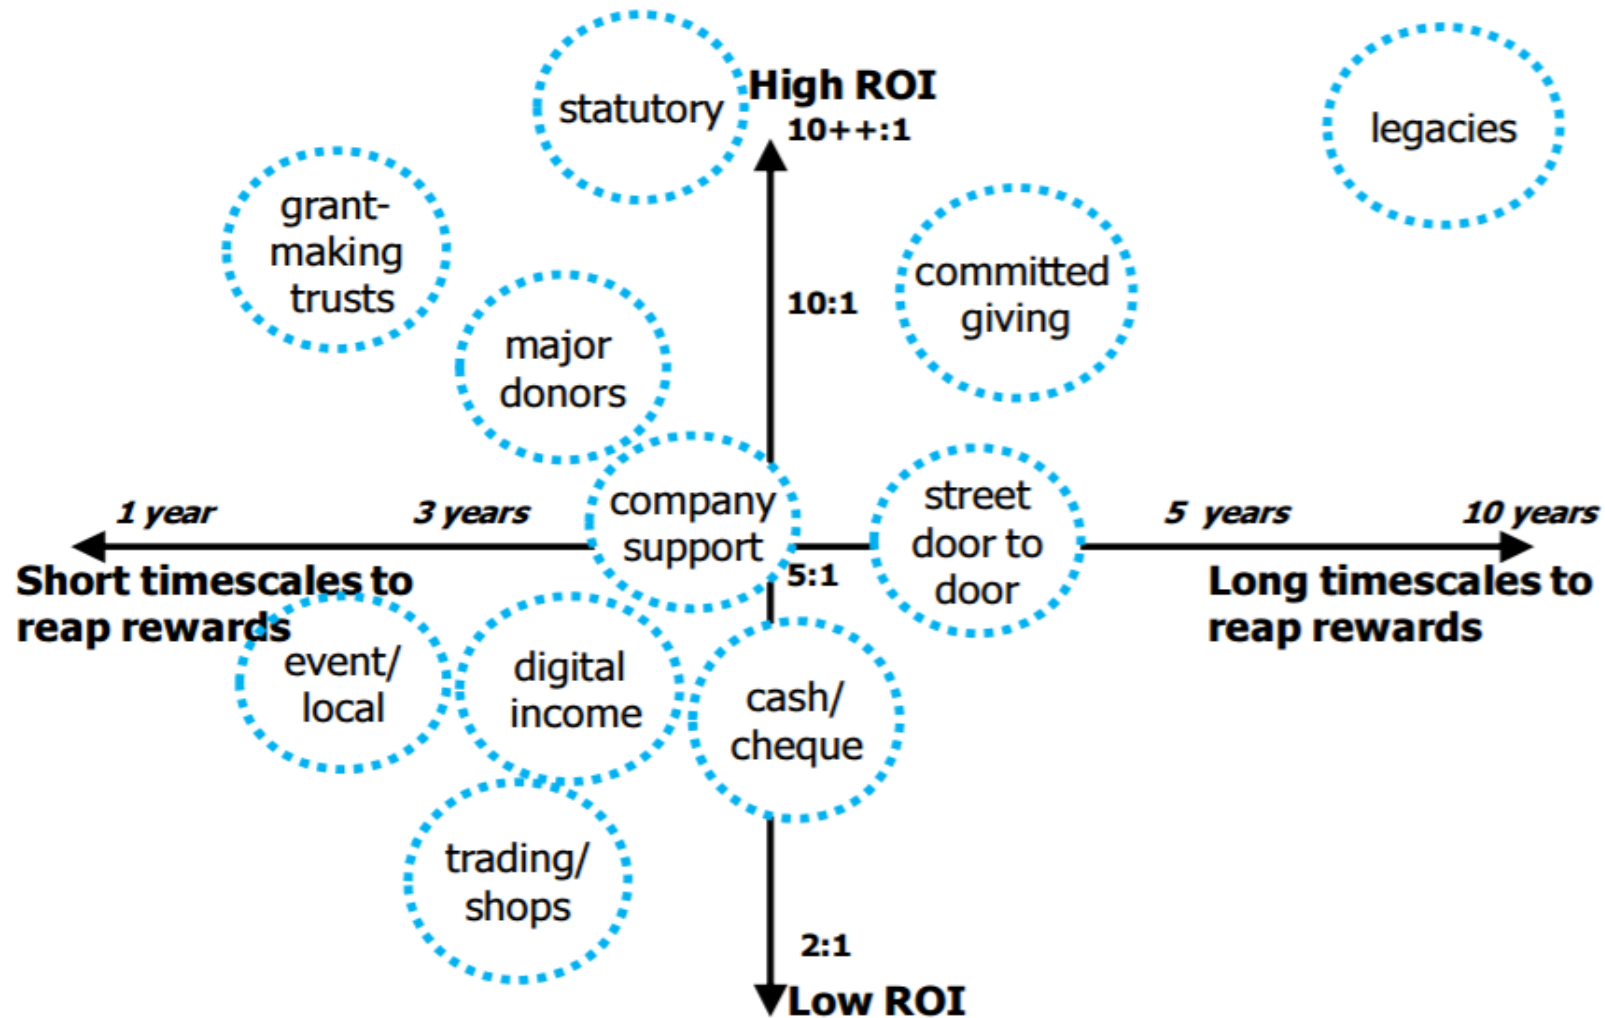 statutory
High ROI
10++:1
legacies
grant-
making
trusts
committed
giving
10:1
major
donors
1 year
3 years
company
support
street
door to
door
5 years
10 years
Short timescales to
reap rewards
5:1
Long timescales to
reap rewards
event/
local
digital
income
cash/
cheque
trading/
shops
2:1
Low ROI